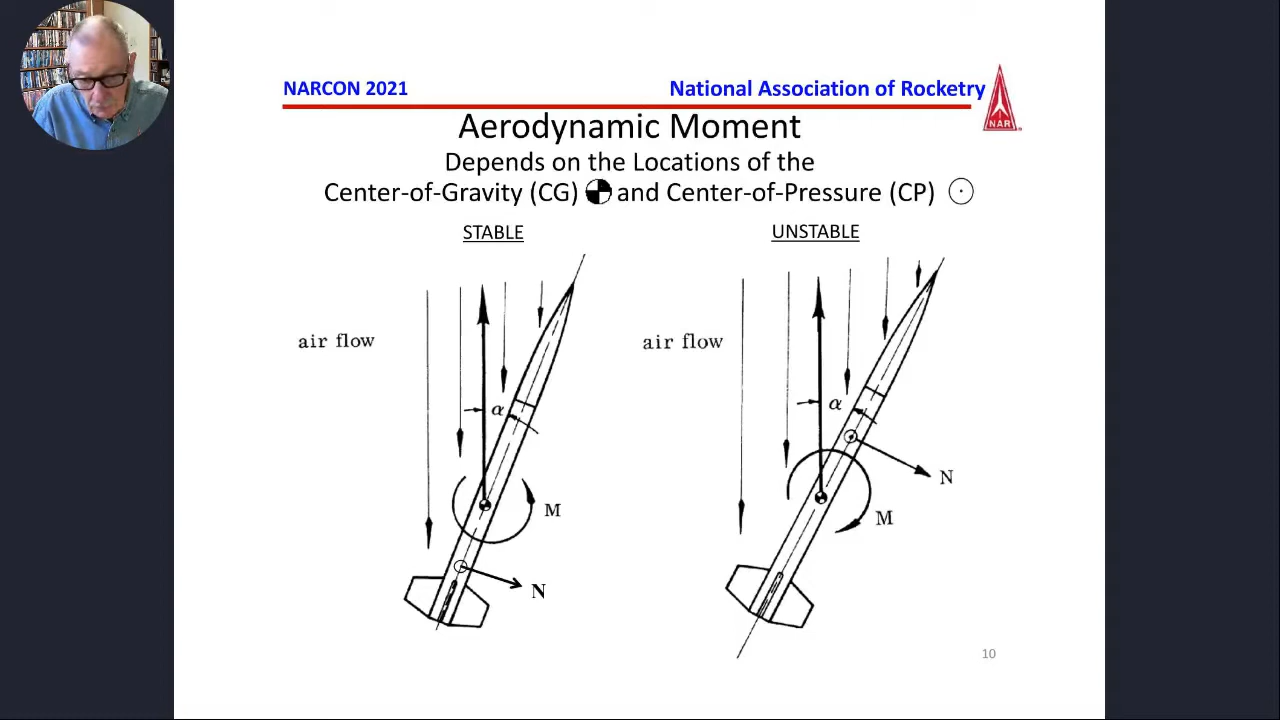 NARCON 2021
National Association of Rocketry
NAR
Aerodynamic Moment
Depends on the Locations of the
Center-of-Gravity (CG) and Center-of-Pressure (CP)
STABLE
UNSTABLE
air flow
α
M
N
air flow
α
N
M
10